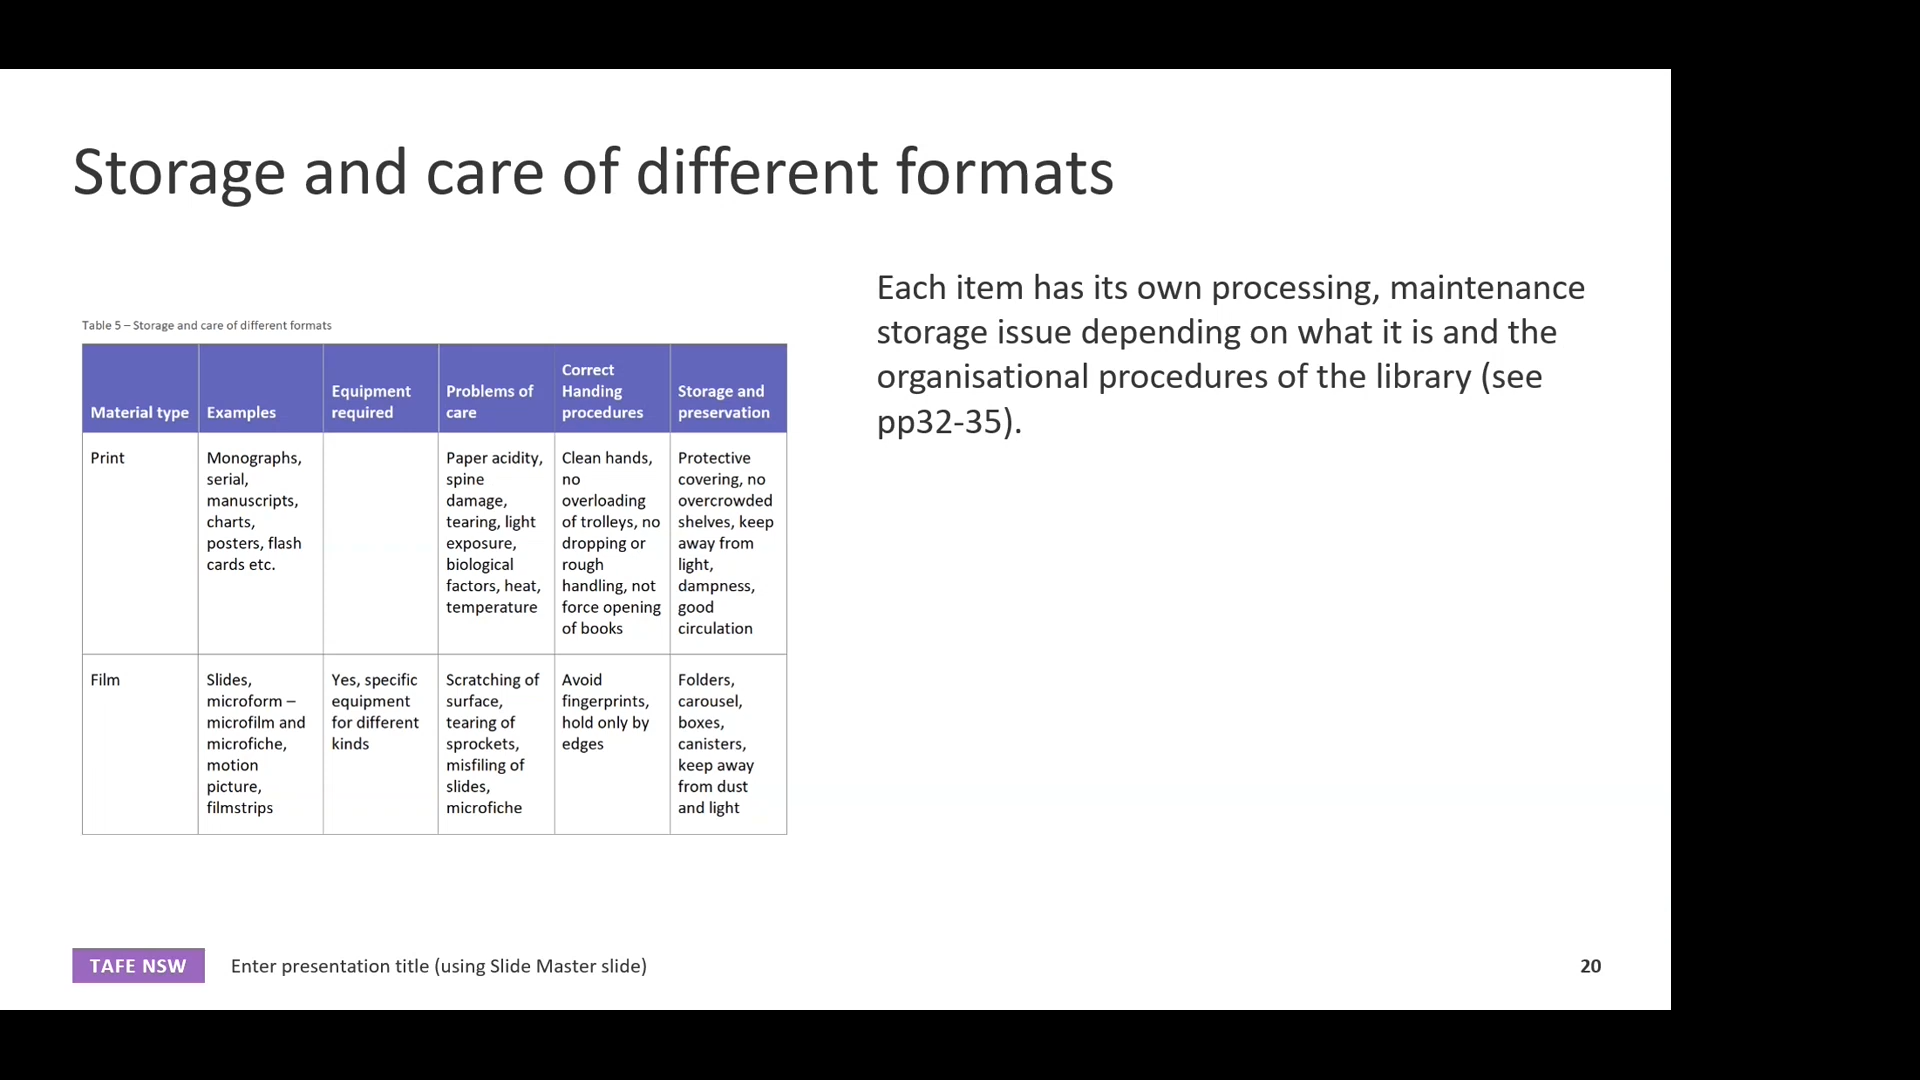 Storage and care of different formats
Each item has its own processing, maintenance
storage issue depending on what it is and the
organisational procedures of the library (see
pp32-35).
Table 5 – Storage and care of different formats
Material type
Examples
Equipment
required
Problems of
care
Correct
Handing
procedures
Storage and
preservation
Print
Monographs,
serial,
manuscripts,
charts,
posters, flash
cards etc.
Paper acidity,
spine
damage,
tearing, light
exposure,
biological
factors, heat,
temperature
Clean hands,
no
overloading
of trolleys, no
dropping or
rough
handling, not
force opening
of books
Protective
covering, no
overcrowded
shelves, keep
away from
light,
dampness,
good
circulation
Film
Slides,
microform –
microfilm and
microfiche,
motion
picture,
filmstrips
Yes, specific
equipment
for different
kinds
Scratching of
surface,
tearing of
sprockets,
misfiling of
slides,
microfiche
Avoid
fingerprints,
hold only by
edges
Folders,
carousel,
boxes,
canisters,
keep away
from dust
and light
TAFE NSW
Enter presentation title (using Slide Master slide)
20